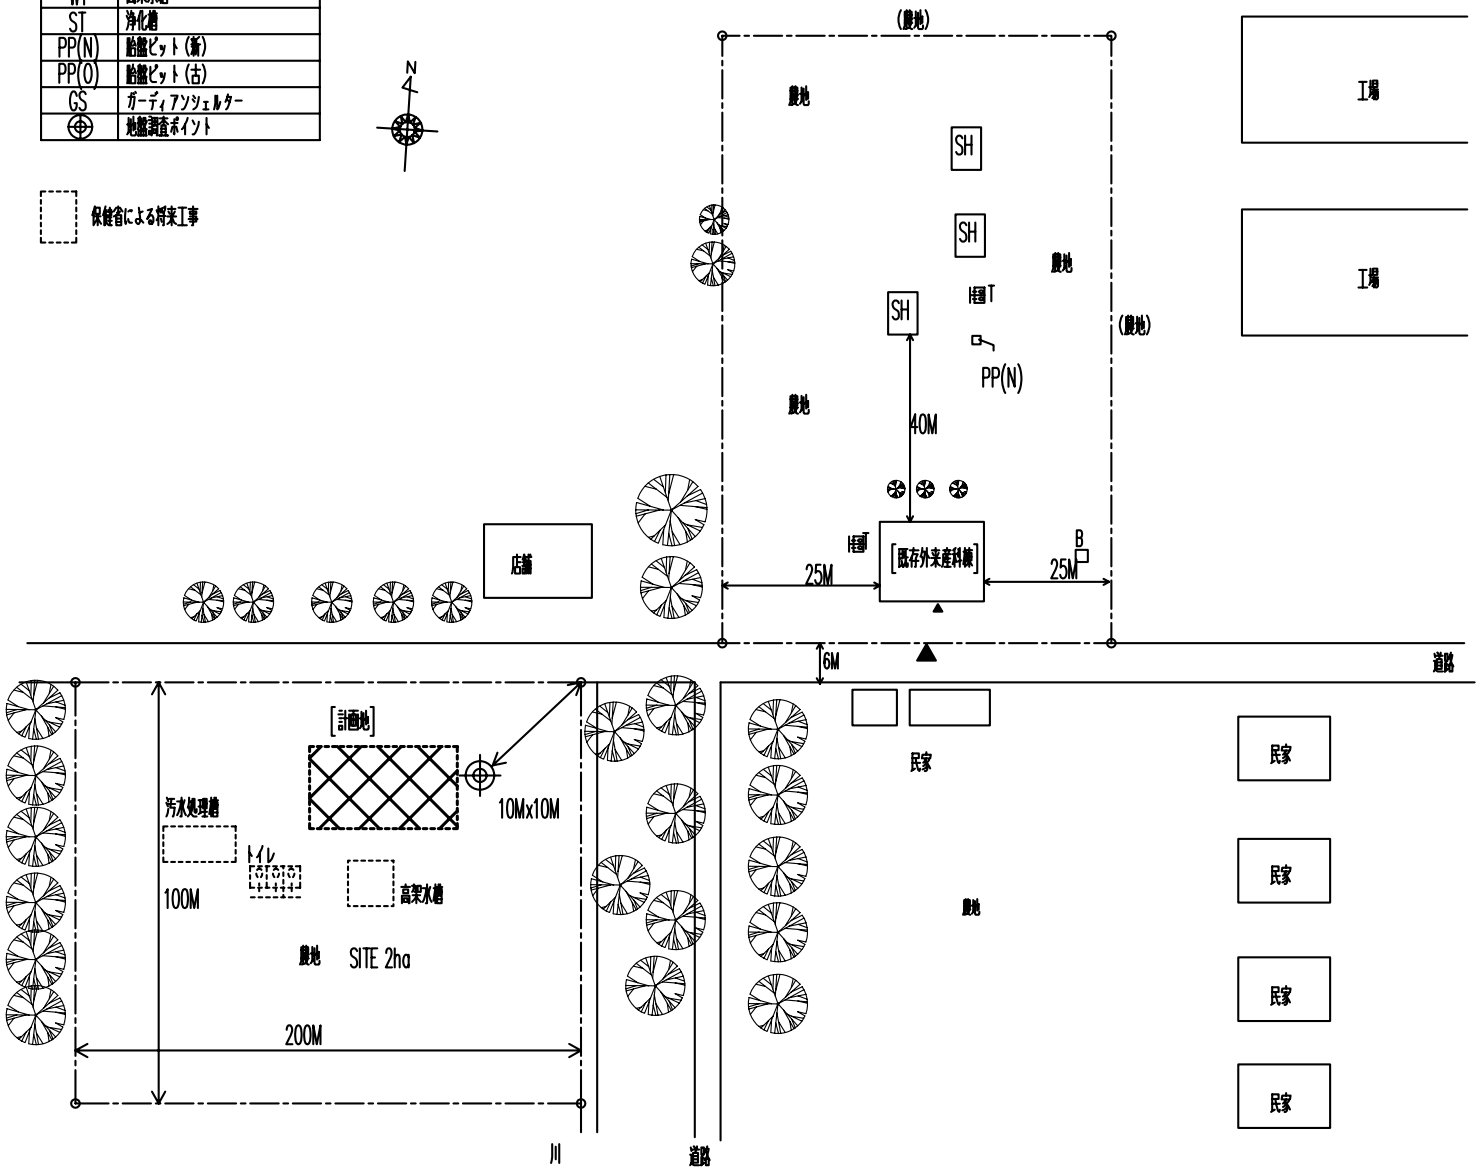 ST 浄化槽
PP(N) 胎盤ピット(新)
PP(O) 胎盤ピット(古)
GS ガーディアンシェルター
地盤調査ポイント
N
保健省による将来工事
(農地)
農地
SH
工場
SH
農地
工場
T
SH
(農地)
PP(N)
農地
40M
店舗
T
[既存外来産科棟]
B
25M
25M
6M
道路
[計画地]
民家
民家
汚水処理槽
10Mx10M
トイレ
高架水槽
民家
100M
農地
農地 SITE 2ha
民家
200M
民家
川
道路